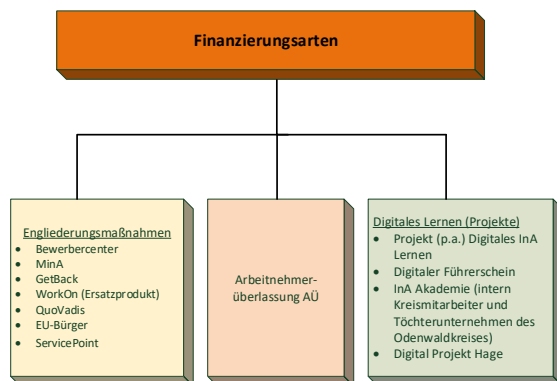 Finanzierungsarten
Engliederungsmaßnahmen
• Bewerbercenter
• MinA
• GetBack
• WorkOn (Ersatzprodukt)
• QuoVadis
• EU-Bürger
• ServicePoint
Arbeitnehmer-
überlassung AÜ
Digitales Lernen (Projekte)
• Projekt (p.a.) Digitales InA
Lernen
• Digitaler Führerschein
• InA Akademie (intern
Kreismitarbeiter und
Töchterunternehmen des
Odenwaldkreises)
• Digital Projekt Hage